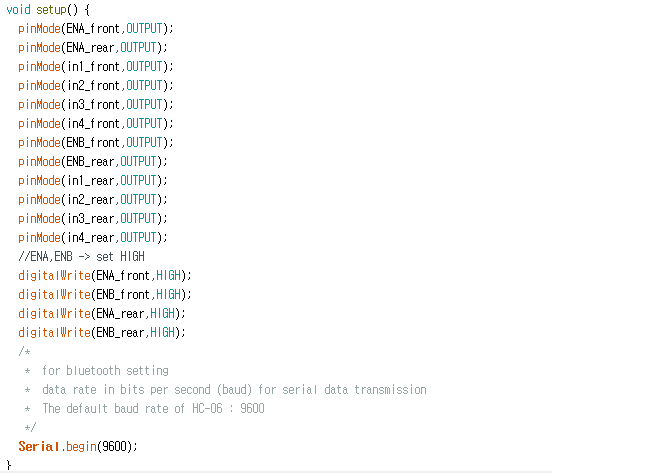 void setup() {
  pinMode(ENA_front,OUTPUT);
  pinMode(ENA_rear,OUTPUT);
  pinMode(in1_front,OUTPUT);
  pinMode(in2_front,OUTPUT);
  pinMode(in3_front,OUTPUT);
  pinMode(in4_front,OUTPUT);
  pinMode(ENB_front,OUTPUT);
  pinMode(ENB_rear,OUTPUT);
  pinMode(in1_rear,OUTPUT);
  pinMode(in2_rear,OUTPUT);
  pinMode(in3_rear,OUTPUT);
  pinMode(in4_rear,OUTPUT);
  //ENA,ENB -> set HIGH
  digitalWrite(ENA_front,HIGH);
  digitalWrite(ENB_front,HIGH);
  digitalWrite(ENA_rear,HIGH);
  digitalWrite(ENB_rear,HIGH);
  /*
   *  for bluetooth setting
   *  data rate in bits per second (baud) for serial data transmission
   *  The default baud rate of HC-06 : 9600
   */
  Serial.begin(9600);
}